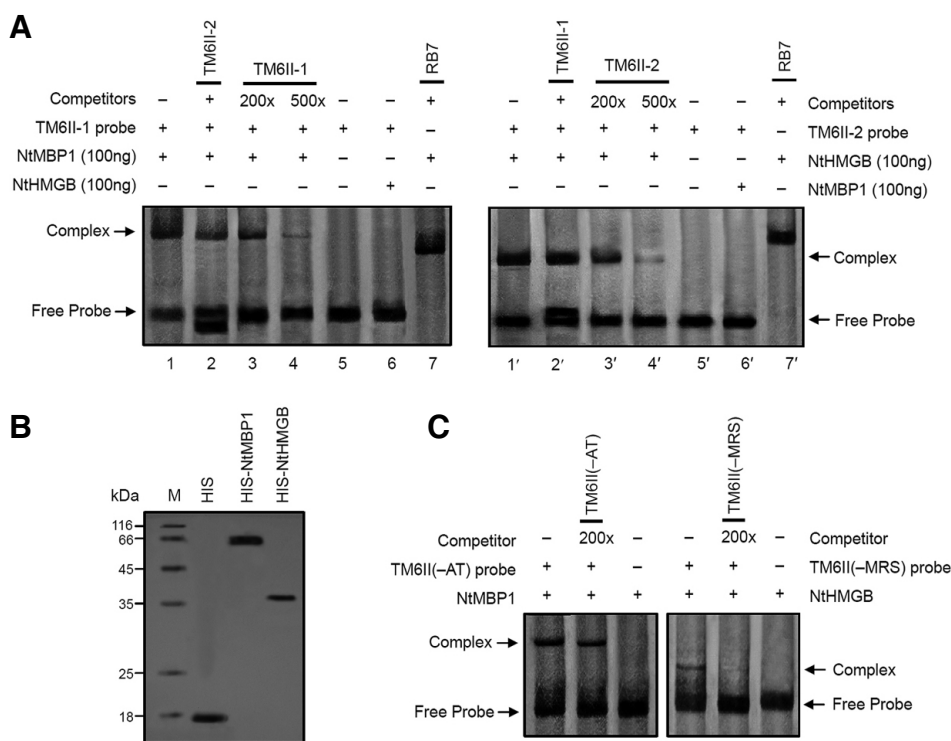 A
TM6II-2
TM6II-1
RB7
Competitors – + 200x 500x – – +
TM6II-1 probe + + + + + + –
NtMBP1 (100ng) + + + + – – +
NtHMGB (100ng) – – – – – + –
Complex
Free Probe
1 2 3 4 5 6 7
TM6II-1
TM6II-2
RB7
– + 200x 500x – – + Competitors
+ + + + + + – TM6II-2 probe
+ + + + – – + NtHMGB (100ng)
– – – – – + – NtMBP1 (100ng)
Complex
Free Probe
1′ 2′ 3′ 4′ 5′ 6′ 7′
B
kDa M HIS HIS-NtMBP1 HIS-NtHMGB
116
66
45
35
25
18
C
TM6II(–AT)
TM6II(–MRS)
Competitor – 200x – – 200x – Competitor
TM6II(–AT) probe + + – + + – TM6II(–MRS) probe
NtMBP1 + + + + + + NtHMGB
Complex
Free Probe
Complex
Free Probe